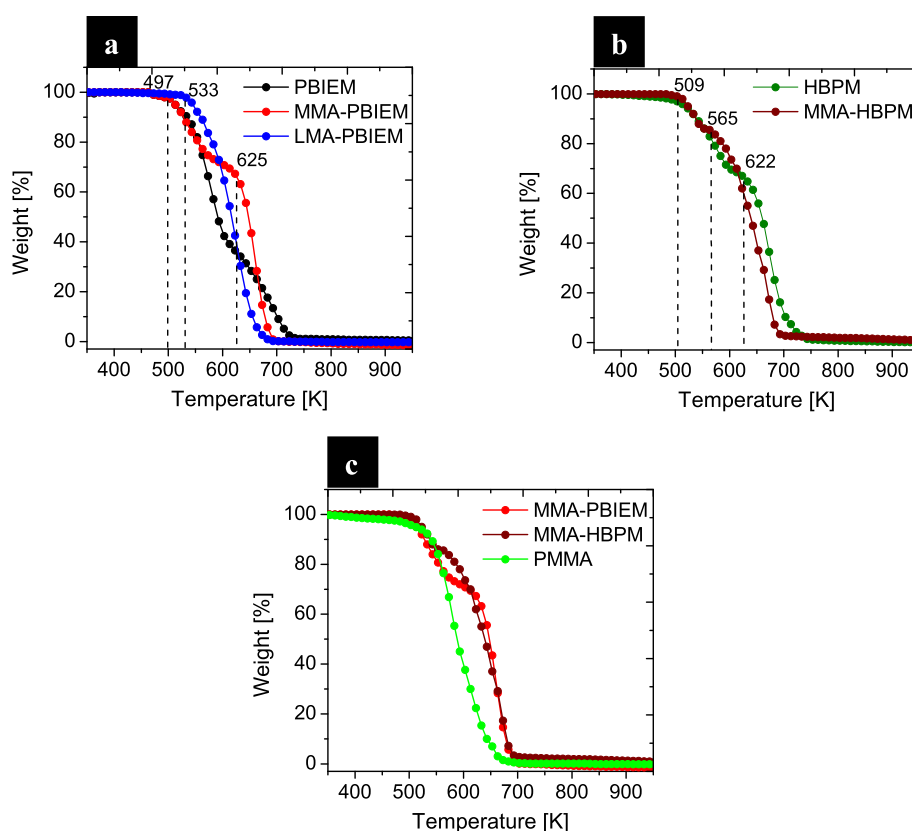 a
497
533
625
PBIEM
MMA-PBIEM
LMA-PBIEM
Weight [%]
100
80
60
40
20
0
400 500 600 700 800 900
Temperature [K]
b
509
565
622
HBPM
MMA-HBPM
Weight [%]
100
80
60
40
20
0
400 500 600 700 800 900
Temperature [K]
c
MMA-PBIEM
MMA-HBPM
PMMA
Weight [%]
100
80
60
40
20
0
400 500 600 700 800 900
Temperature [K]